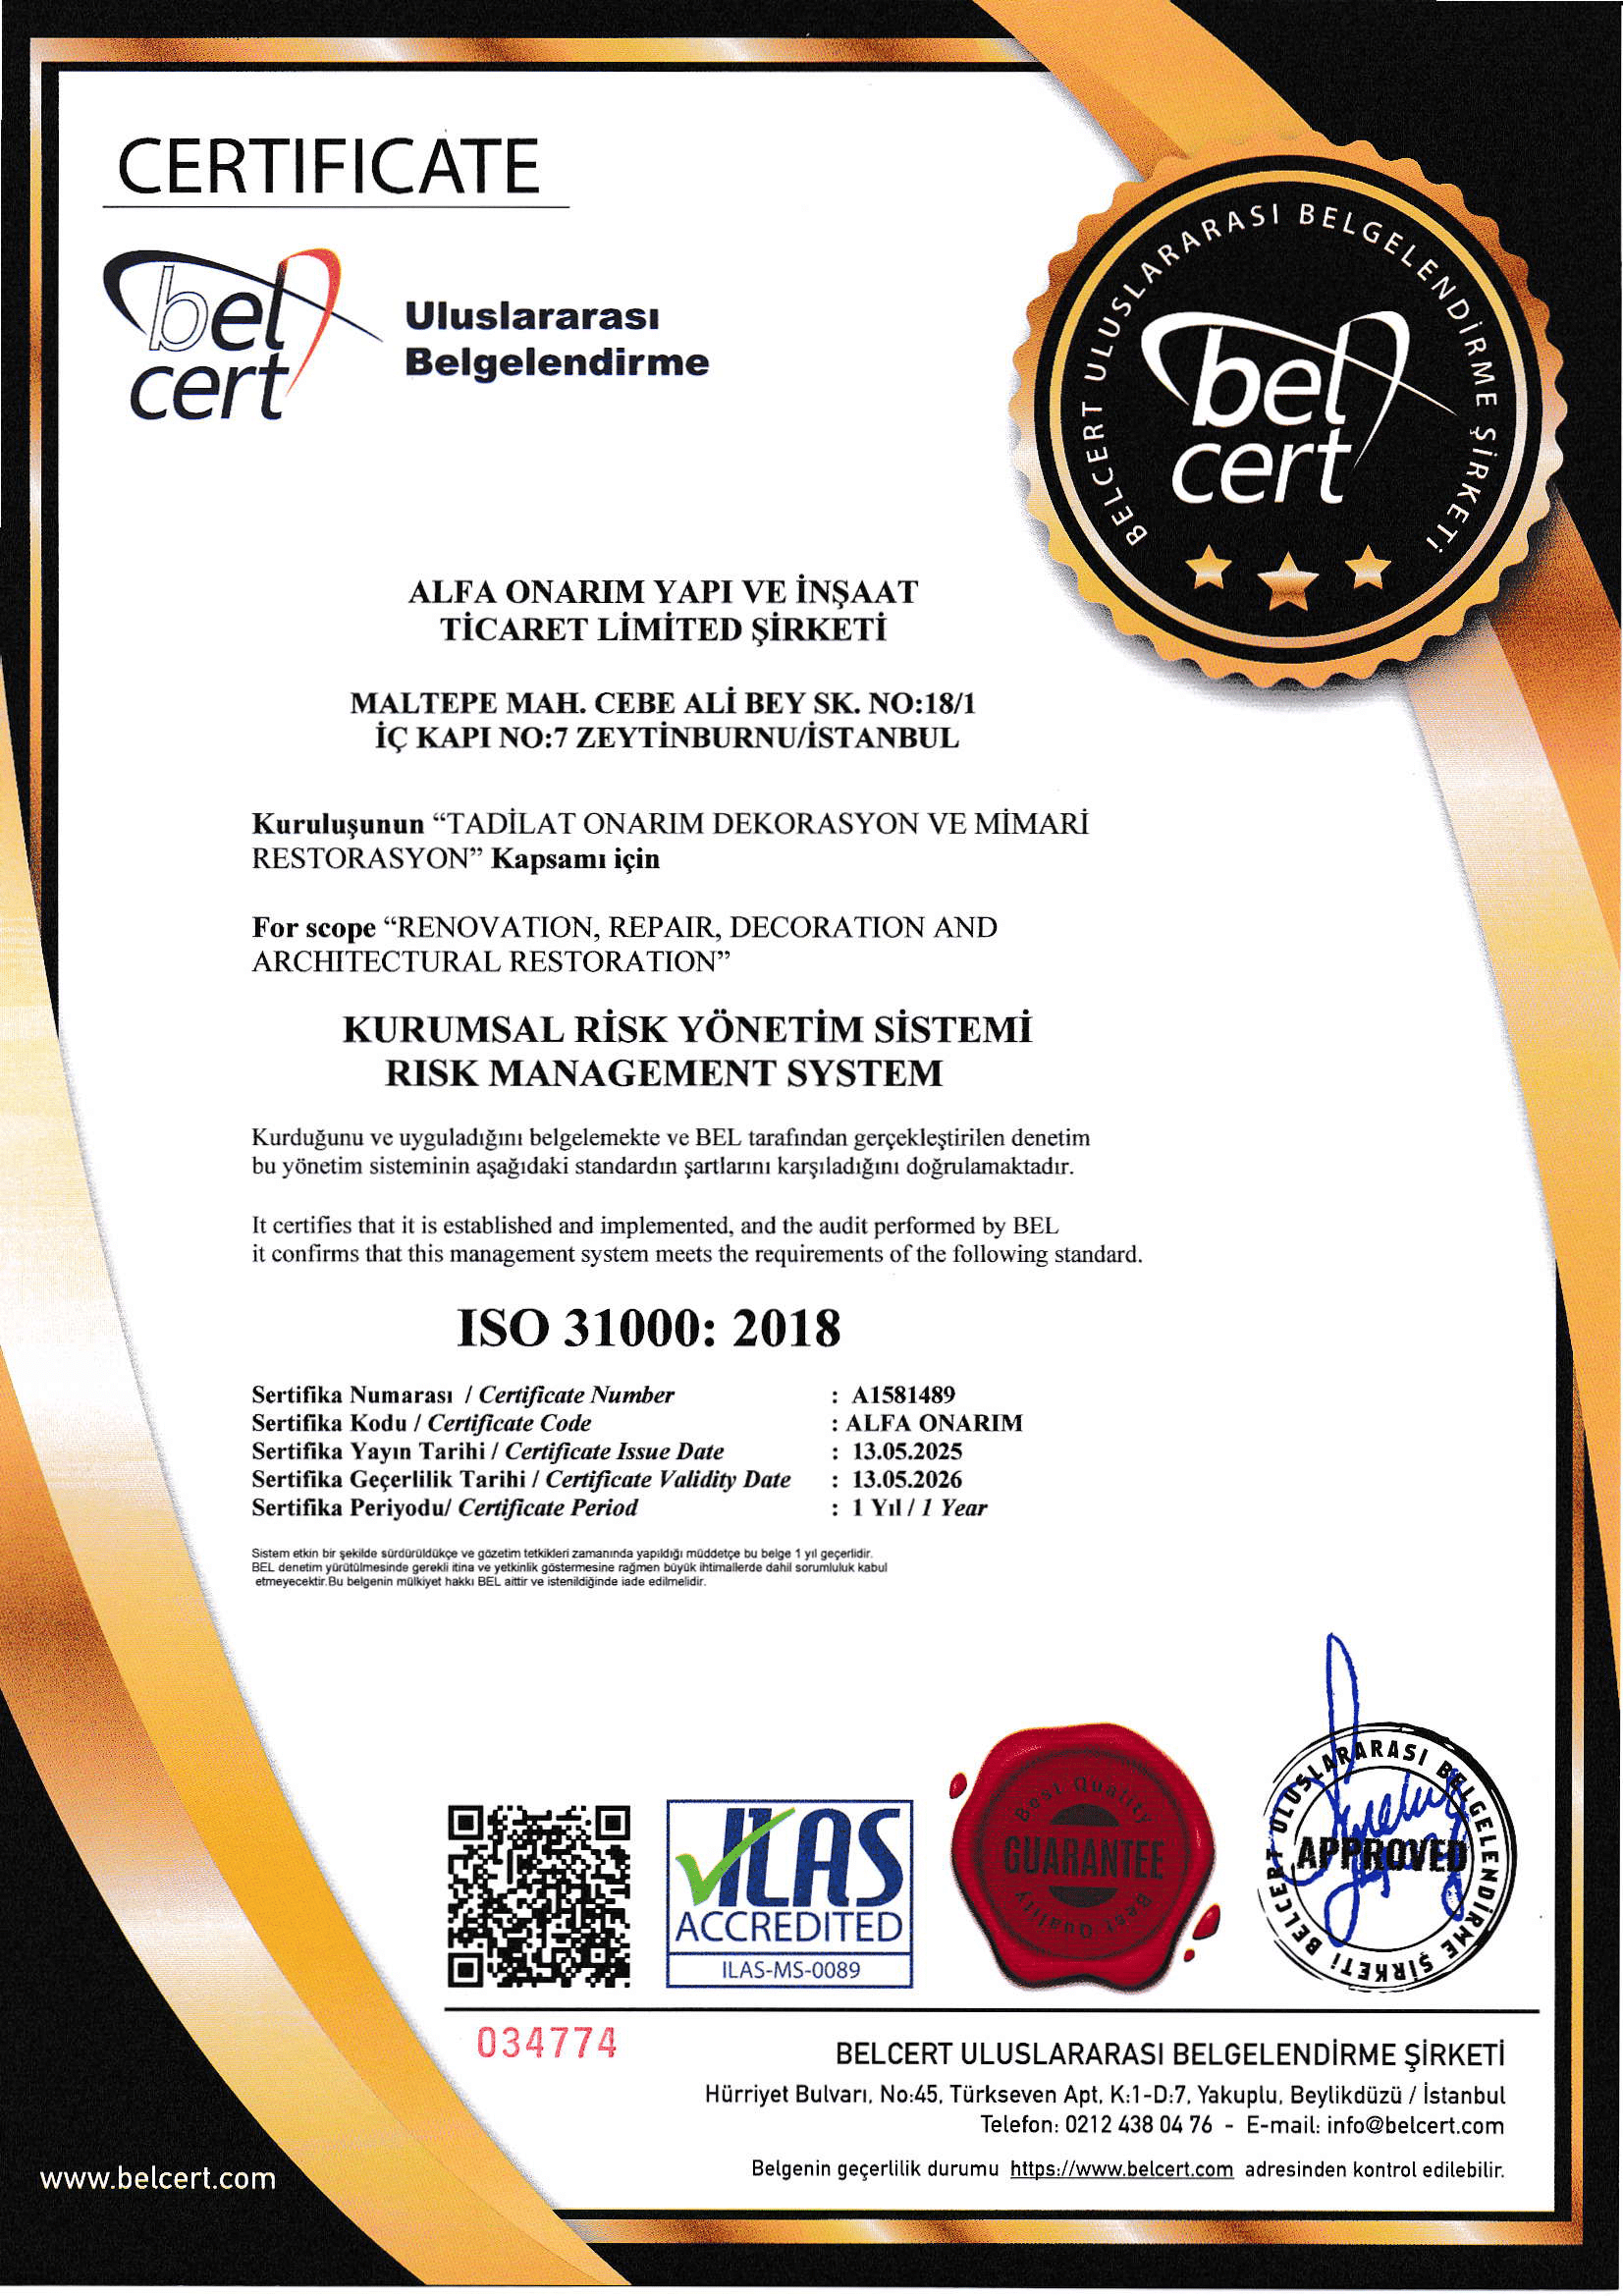 CERTIFICATE
bel
cert
Uluslararası
Belgelendirme
BELCERT ULUSLARARASI BELGELENDİRME ŞİRKETİ
bel
cert
ALFA ONARIM YAPI VE İNŞAAT
TİCARET LİMİTED ŞİRKETİ
MALTEPE MAH. CEBE ALİ BEY SK. NO:18/1
İÇ KAPI NO:7 ZEYTİNBURNU/İSTANBUL
Kuruluşunun “TADİLAT ONARIM DEKORASYON VE MİMARİ
RESTORASYON” Kapsamı için
For scope “RENOVATION, REPAIR, DECORATION AND
ARCHITECTURAL RESTORATION”
KURUMSAL RİSK YÖNETİM SİSTEMİ
RISK MANAGEMENT SYSTEM
Kurduğunu ve uyguladığını belgelemekte ve BEL tarafından gerçekleştirilen denetim
bu yönetim sisteminin aşağıdaki standardın şartlarını karşıladığını doğrulamaktadır.
It certifies that it is established and implemented, and the audit performed by BEL
it confirms that this management system meets the requirements of the following standard.
ISO 31000: 2018
Sertifika Numarası / Certificate Number : A1581489
Sertifika Kodu / Certificate Code : ALFA ONARIM
Sertifika Yayın Tarihi / Certificate Issue Date : 13.05.2025
Sertifika Geçerlilik Tarihi / Certificate Validity Date : 13.05.2026
Sertifika Periyodu/ Certificate Period : 1 Yıl / 1 Year
Sistem etkin bir şekilde sürdürüldükçe ve gözetim tetkikleri zamanında yapıldığı müddetçe bu belge 1 yıl geçerlidir.
BEL denetim yürütülmesinde gerekli itina ve yetkinlik göstermesine rağmen büyük ihtimallerde dahil sorumluluk kabul
etmeyecektir.Bu belgenin mülkiyet hakkı BEL aittir ve istenildiğinde iade edilmelidir.
ILAS
ACCREDITED
ILAS-MS-0089
Best Quality
GUARANTEE
Best Quality
BELCERT ULUSLARARASI BELGELENDİRME ŞİRKETİ
APPROVED
034774
BELCERT ULUSLARARASI BELGELENDİRME ŞİRKETİ
Hürriyet Bulvarı, No:45, Türkseven Apt, K:1-D:7, Yakuplu, Beylikdüzü / İstanbul
Telefon: 0212 438 04 76 - E-mail: info@belcert.com
Belgenin geçerlilik durumu https://www.belcert.com adresinden kontrol edilebilir.
www.belcert.com